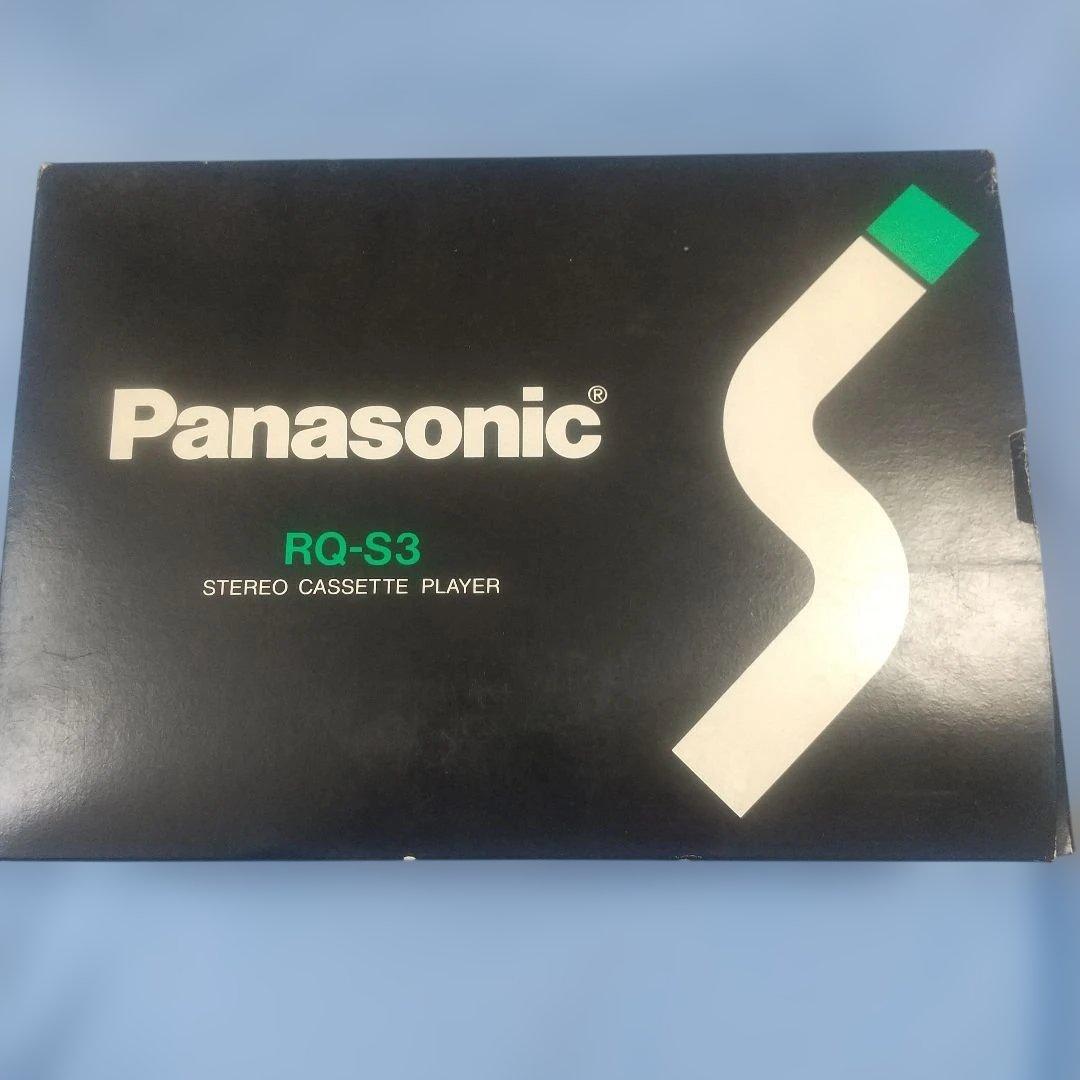 Panasonic®
RQ-S3
STEREO CASSETTE PLAYER